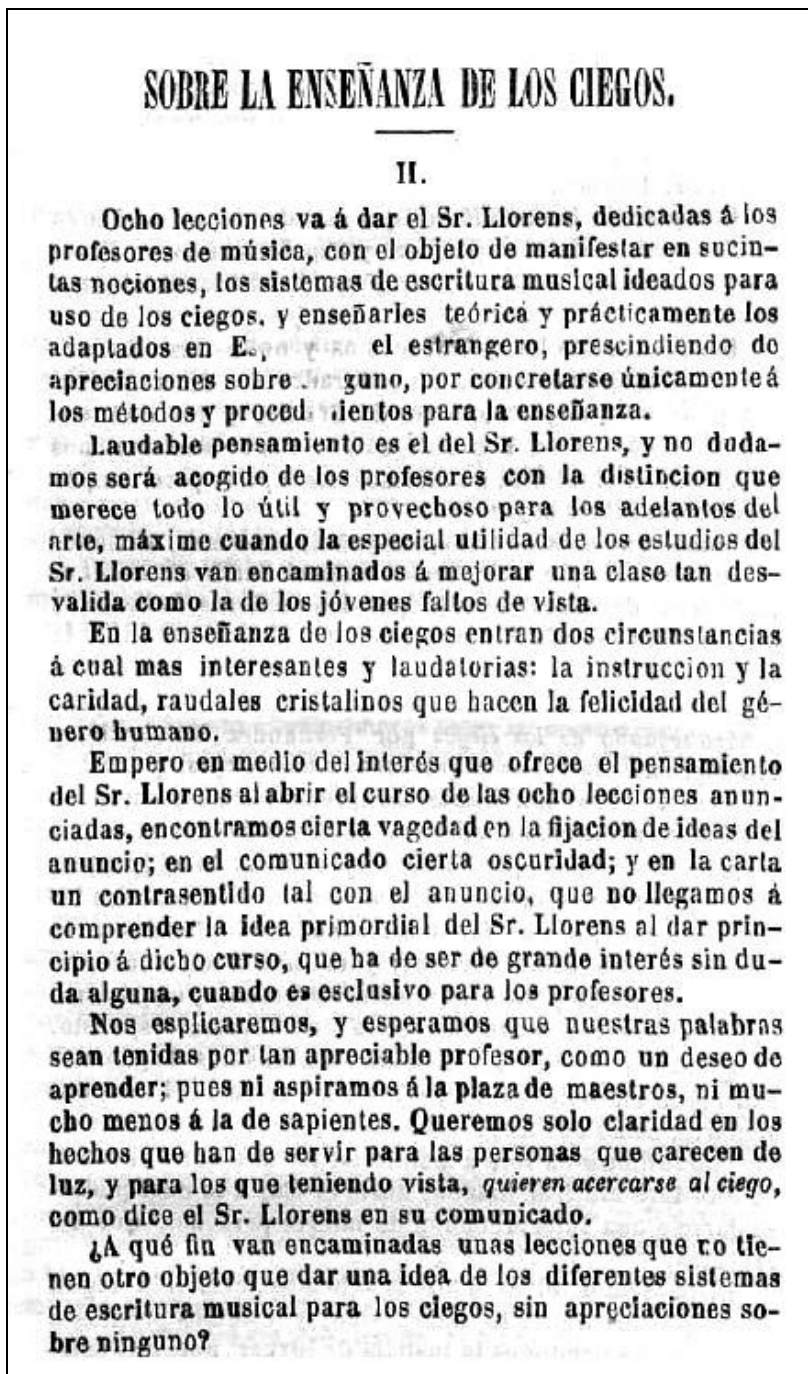 SOBRE LA ENSEÑANZA DE LOS CIEGOS.
II.
Ocho lecciones va á dar el Sr. Llorens, dedicadas á los
profesores de música, con el objeto de manifestar en sucin-
tas nociones, los sistemas de escritura musical ideados para
uso de los ciegos. y enseñarles teórica y prácticamente los
adaptados en E., el estrangero, prescindiendo de
apreciaciones sobre guno, por concretarse únicamente á
los métodos y proced ientos para la enseñanza.
Laudable pensamiento es el del Sr. Llorens, y no duda-
mos será acogido de los profesores con la distincion que
merece todo lo útil y provechoso para los adelantos del
arte, máxime cuando la especial utilidad de los estudios del
Sr. Llorens van encaminados á mejorar una clase tan des-
valida como la de los jóvenes faltos de vista.
En la enseñanza de los ciegos entran dos circunstancias
á cual mas interesantes y laudatorias: la instruccion y la
caridad, raudales cristalinos que hacen la felicidad del gé-
nero humano.
Empero en medio del interés que ofrece el pensamiento
del Sr. Llorens al abrir el curso de las ocho lecciones anun-
ciadas, encontramos cierta vagedad en la fijacion de ideas del
anuncio; en el comunicado cierta oscuridad; y en la carta
un contrasentido tal con el anuncio, que no llegamos á
comprender la idea primordial del Sr. Llorens al dar prin-
cipio á dicho curso, que ha de ser de grande interés sin du-
da alguna, cuando es esclusivo para los profesores.
Nos esplicaremos, y esperamos que nuestras palabras
sean tenidas por tan apreciable profesor, como un deseo de
aprender; pues ni aspiramos á la plaza de maestros, ni mu-
cho menos á la de sapientes. Queremos solo claridad en los
hechos que han de servir para las personas que carecen de
luz, y para los que teniendo vista, quieren acercarse al ciego,
como dice el Sr. Llorens en su comunicado.
¿A qué fin van encaminadas unas lecciones que no tie-
nen otro objeto que dar una idea de los diferentes sistemas
de escritura musical para los ciegos, sin apreciaciones so-
bre ninguno?